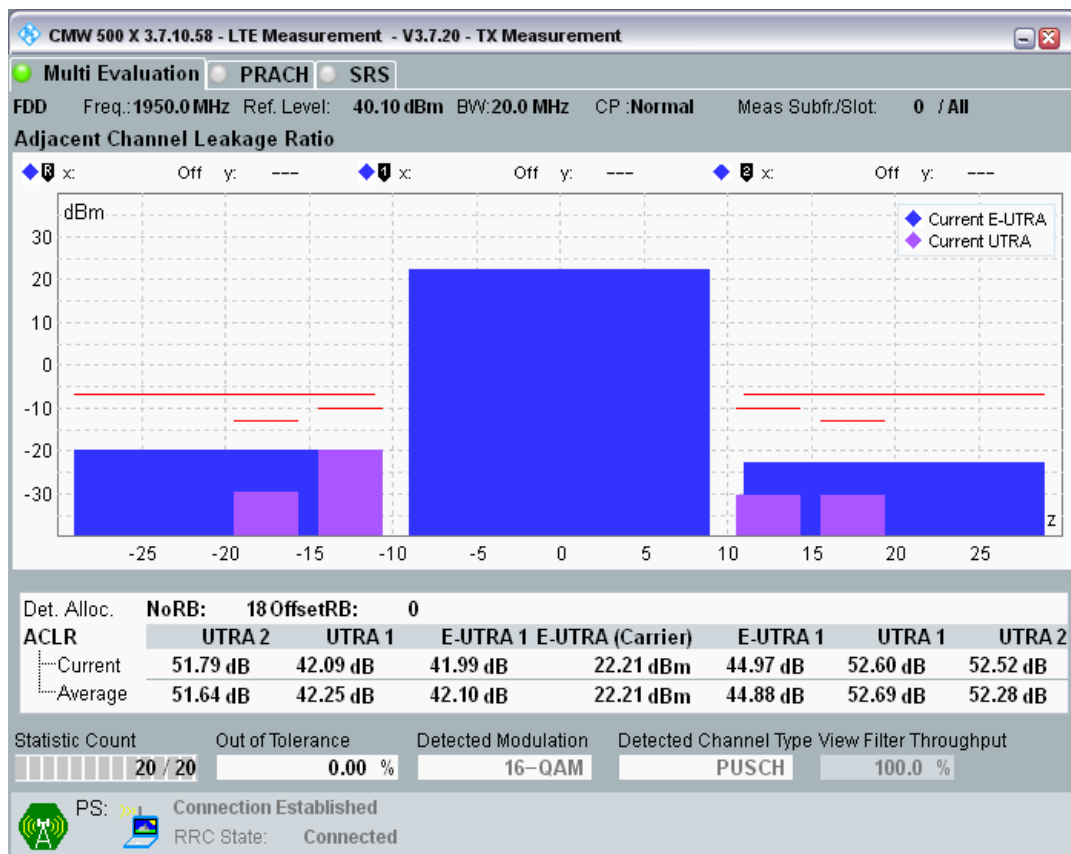 CMW 500 X 3.7.10.58 - LTE Measurement - V3.7.20 - TX Measurement
Multi Evaluation PRACH SRS
FDD Freq.:1950.0 MHz Ref. Level: 40.10 dBm BW:20.0 MHz CP :Normal Meas Subfr./Slot: 0 / All
Adjacent Channel Leakage Ratio
R x: Off y: --- 1 x: Off y: --- 2 x: Off y: ---
dBm
Current E-UTRA
Current UTRA
30
20
10
0
-10
-20
-30
z
-25 -20 -15 -10 -5 0 5 10 15 20 25
Det. Alloc. NoRB: 18 OffsetRB: 0
ACLR UTRA 2 UTRA 1 E-UTRA 1 E-UTRA (Carrier) E-UTRA 1 UTRA 1 UTRA 2
Current 51.79 dB 42.09 dB 41.99 dB 22.21 dBm 44.97 dB 52.60 dB 52.52 dB
Average 51.64 dB 42.25 dB 42.10 dB 22.21 dBm 44.88 dB 52.69 dB 52.28 dB
Statistic Count Out of Tolerance Detected Modulation Detected Channel Type View Filter Throughput
20 / 20 0.00 % 16-QAM PUSCH 100.0 %
PS: Connection Established
RRC State: Connected